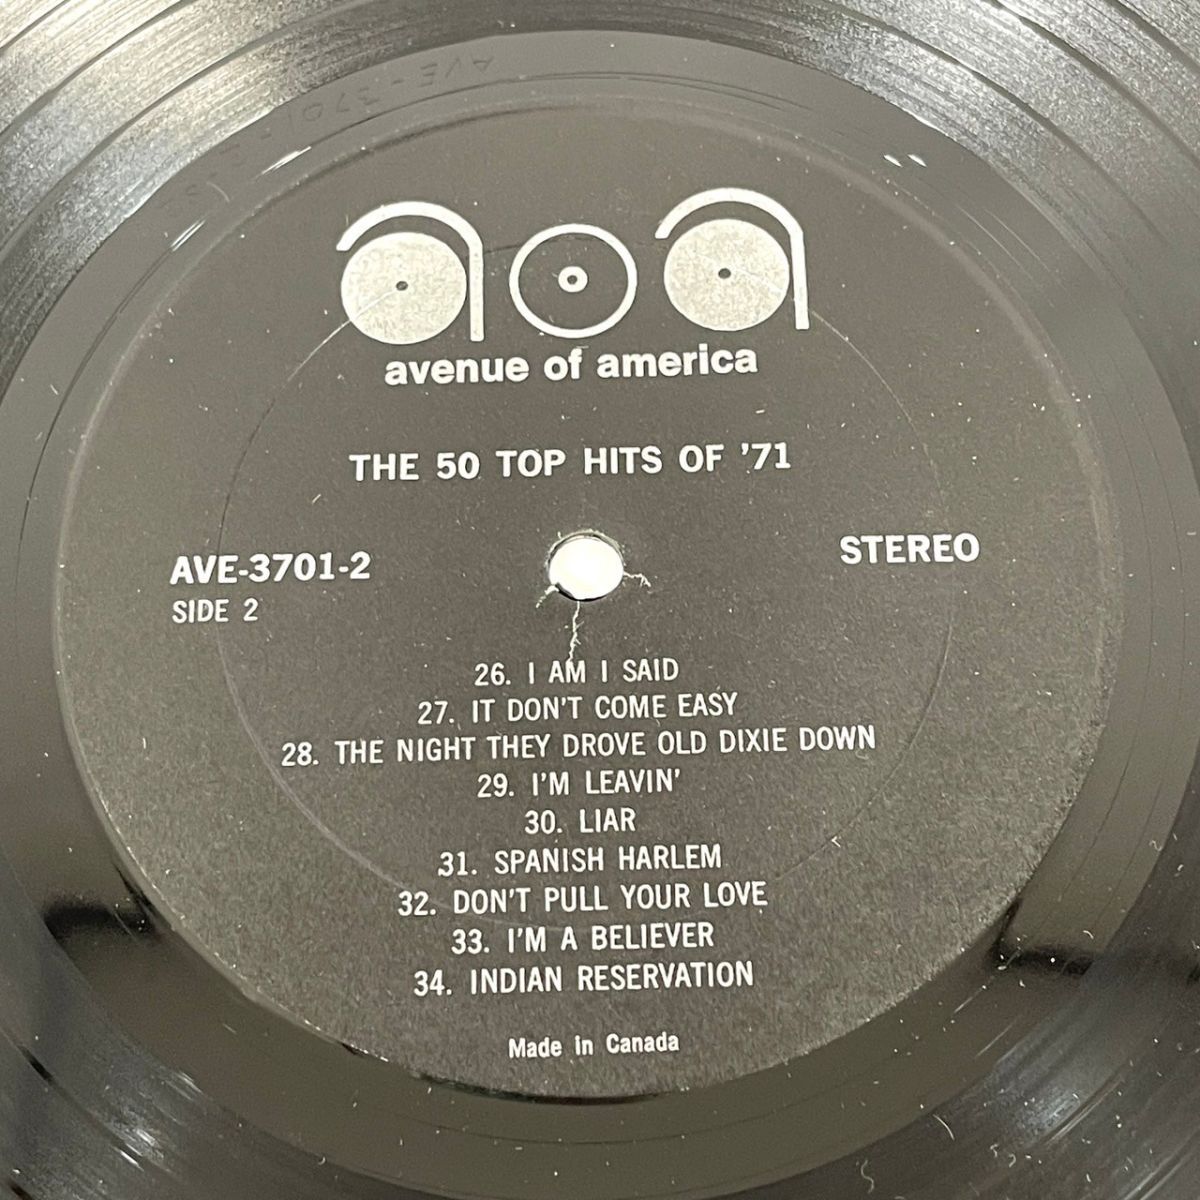 aoa
avenue of america
THE 50 TOP HITS OF '71
AVE-3701-2
STEREO
SIDE 2
26. I AM I SAID
27. IT DON'T COME EASY
28. THE NIGHT THEY DROVE OLD DIXIE DOWN
29. I'M LEAVIN'
30. LIAR
31. SPANISH HARLEM
32. DON'T PULL YOUR LOVE
33. I'M A BELIEVER
34. INDIAN RESERVATION
Made in Canada